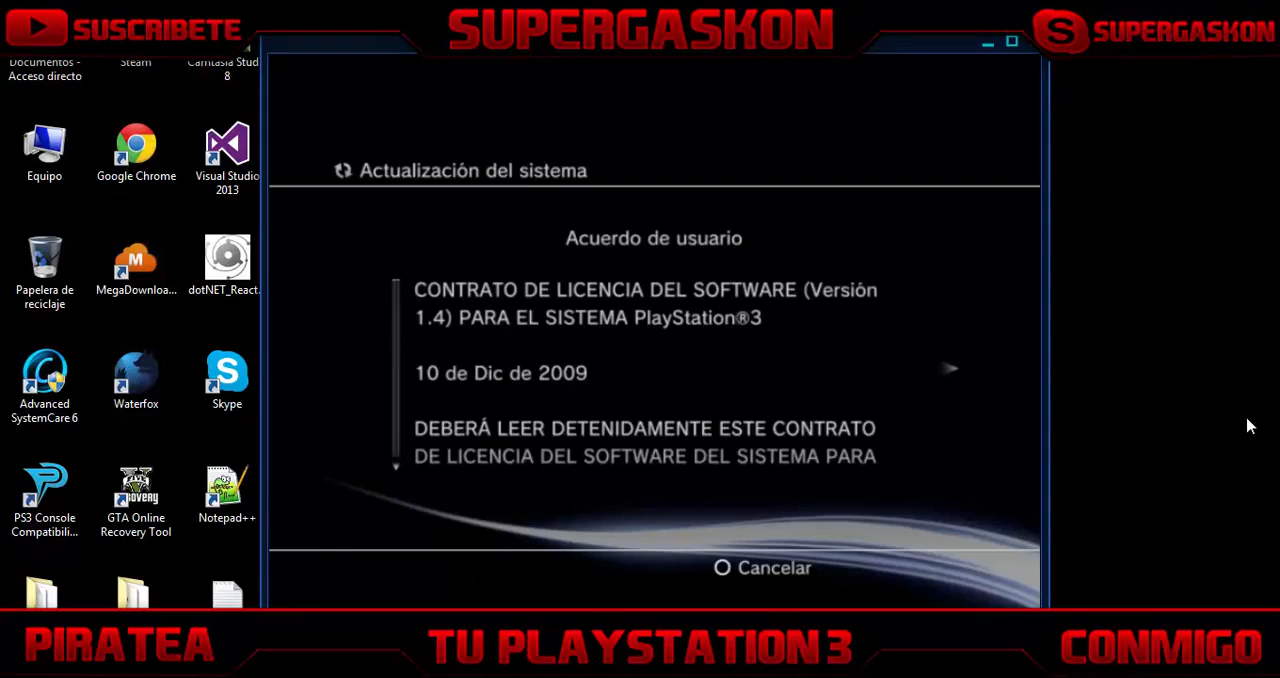 SUSCRIBETE
SUPERGASKON
SUPERGASKON
Documentos -
Acceso directo
Steam
Camtasia Stud
8
Equipo
Google Chrome
Visual Studio
2013
Papelera de
reciclaje
MegaDownloa...
dotNET_React.
Advanced
SystemCare 6
Waterfox
Skype
PS3 Console
Compatibili...
GTA Online
Recovery Tool
Notepad++
Actualización del sistema
Acuerdo de usuario
CONTRATO DE LICENCIA DEL SOFTWARE (Versión
1.4) PARA EL SISTEMA PlayStation®3
10 de Dic de 2009
DEBERÁ LEER DETENIDAMENTE ESTE CONTRATO
DE LICENCIA DEL SOFTWARE DEL SISTEMA PARA
Cancelar
PIRATEA
TU PLAYSTATION 3
CONMIGO